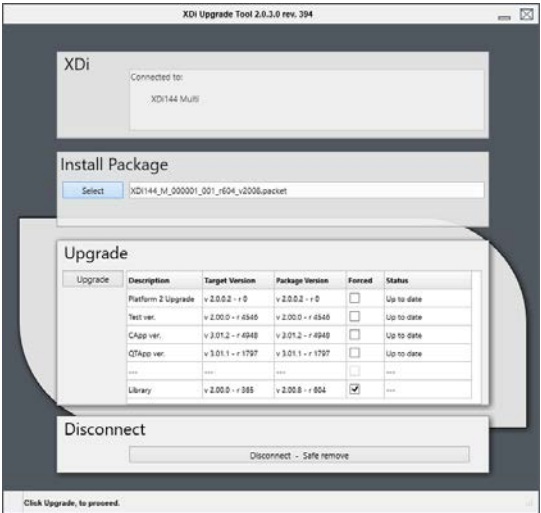 XDi Upgrade Tool 2.0.3.0 rev. 394
XDi
Connected to:
XDi144 Multi
Install Package
Select XDi144_M_000001_001_r604_v2008.packet
Upgrade
Upgrade Description Target Version Package Version Forced Status
Platform 2 Upgrade v 2.0.0.2 - r 0 v 2.0.0.2 - r 0 Up to date
Test ver. v 2.00.0 - r 4546 v 2.00.0 - r 4546 Up to date
CApp ver. v 3.01.2 - r 4948 v 3.01.2 - r 4948 Up to date
QTApp ver. v 3.01.1 - r 1797 v 3.01.1 - r 1797 Up to date
--- --- --- ---
Library v 2.00.0 - r 365 v 2.00.8 - r 604 ---
Disconnect
Disconnect - Safe remove
Click Upgrade, to proceed.